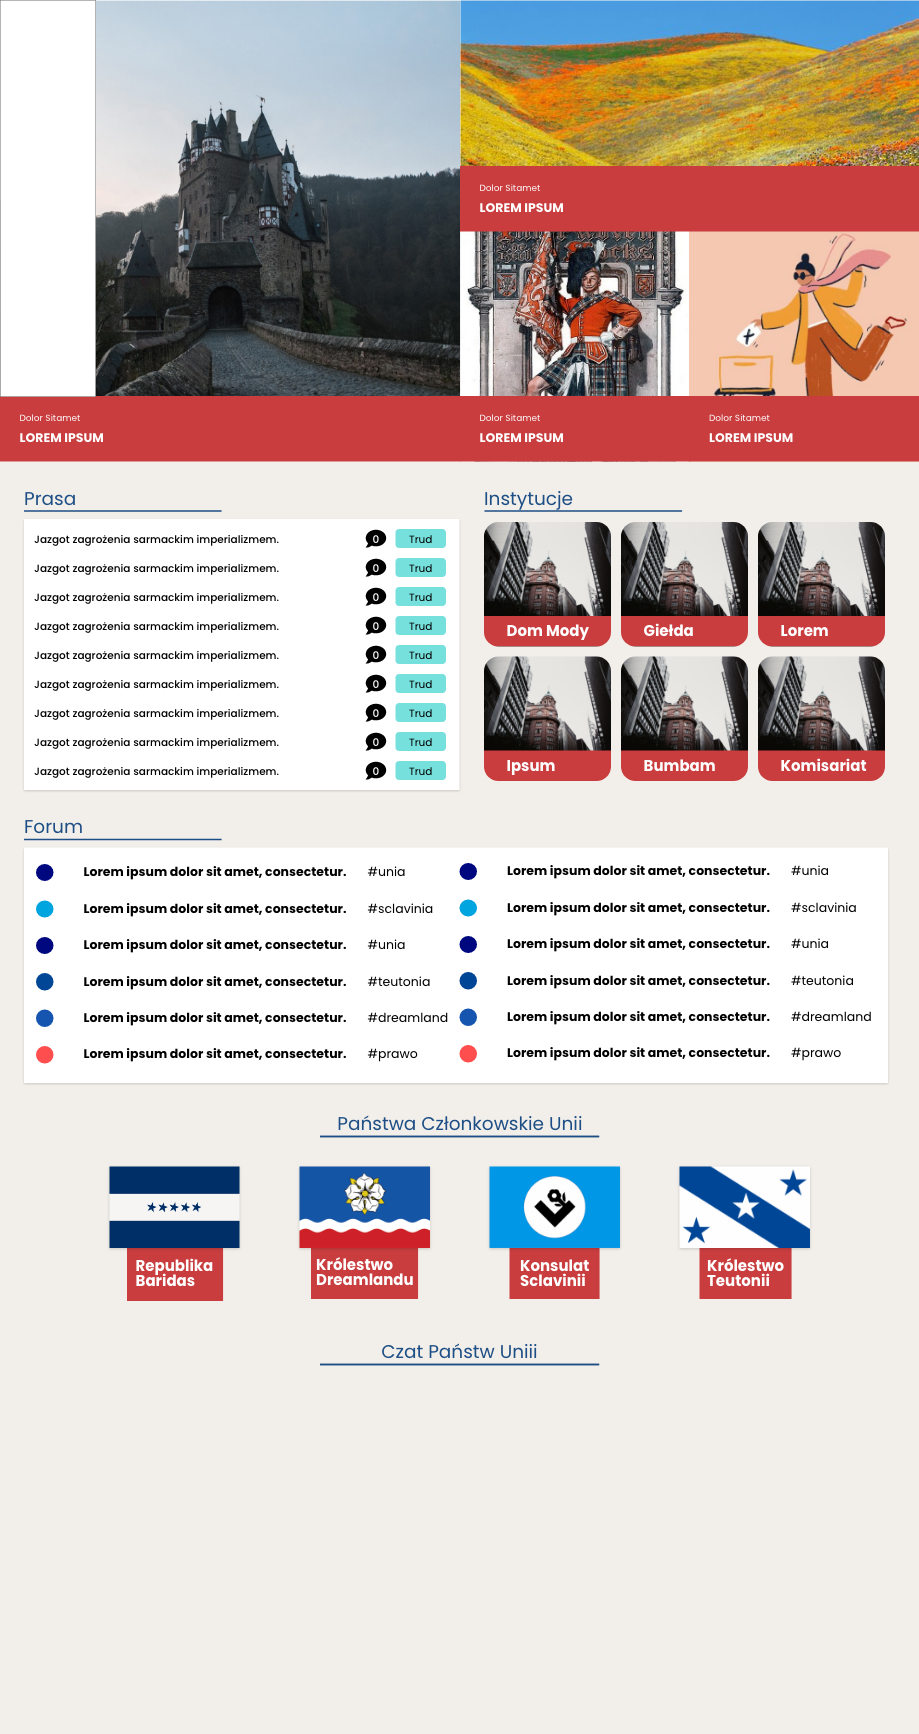 Dolor Sitamet
LOREM IPSUM
Dolor Sitamet
LOREM IPSUM
Dolor Sitamet
LOREM IPSUM
Dolor Sitamet
LOREM IPSUM
Prasa
Jazgot zagrożenia sarmackim imperializmem. 0 Trud
Jazgot zagrożenia sarmackim imperializmem. 0 Trud
Jazgot zagrożenia sarmackim imperializmem. 0 Trud
Jazgot zagrożenia sarmackim imperializmem. 0 Trud
Jazgot zagrożenia sarmackim imperializmem. 0 Trud
Jazgot zagrożenia sarmackim imperializmem. 0 Trud
Jazgot zagrożenia sarmackim imperializmem. 0 Trud
Jazgot zagrożenia sarmackim imperializmem. 0 Trud
Jazgot zagrożenia sarmackim imperializmem. 0 Trud
Instytucje
Dom Mody
Giełda
Lorem
Ipsum
Bumbam
Komisariat
Forum
Lorem ipsum dolor sit amet, consectetur. #unia
Lorem ipsum dolor sit amet, consectetur. #sclavinia
Lorem ipsum dolor sit amet, consectetur. #unia
Lorem ipsum dolor sit amet, consectetur. #teutonia
Lorem ipsum dolor sit amet, consectetur. #dreamland
Lorem ipsum dolor sit amet, consectetur. #prawo
Lorem ipsum dolor sit amet, consectetur. #unia
Lorem ipsum dolor sit amet, consectetur. #sclavinia
Lorem ipsum dolor sit amet, consectetur. #unia
Lorem ipsum dolor sit amet, consectetur. #teutonia
Lorem ipsum dolor sit amet, consectetur. #dreamland
Lorem ipsum dolor sit amet, consectetur. #prawo
Państwa Członkowskie Unii
Republika
Baridas
Królestwo
Dreamlandu
Konsulat
Sclavinii
Królestwo
Teutonii
Czat Państw Uniii